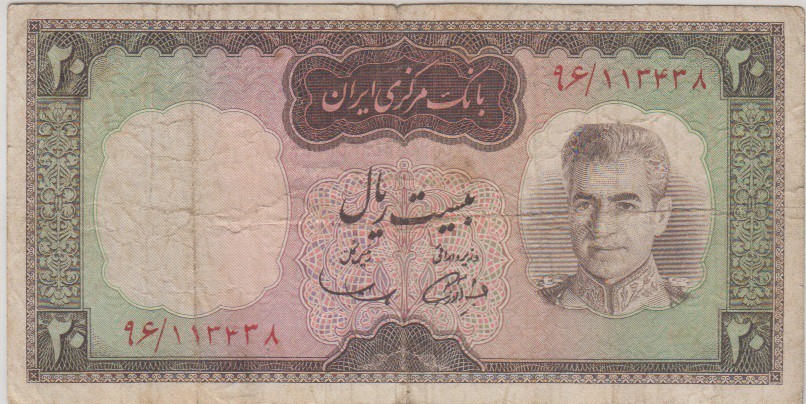 ۲۰
۲۰
بانک مرکزی ایران
۹۶/۱۱۳۴۳۸
بیست ریال
وزیر دارائی
رئیس کل
۹۶/۱۱۳۴۳۸
۲۰
۲۰